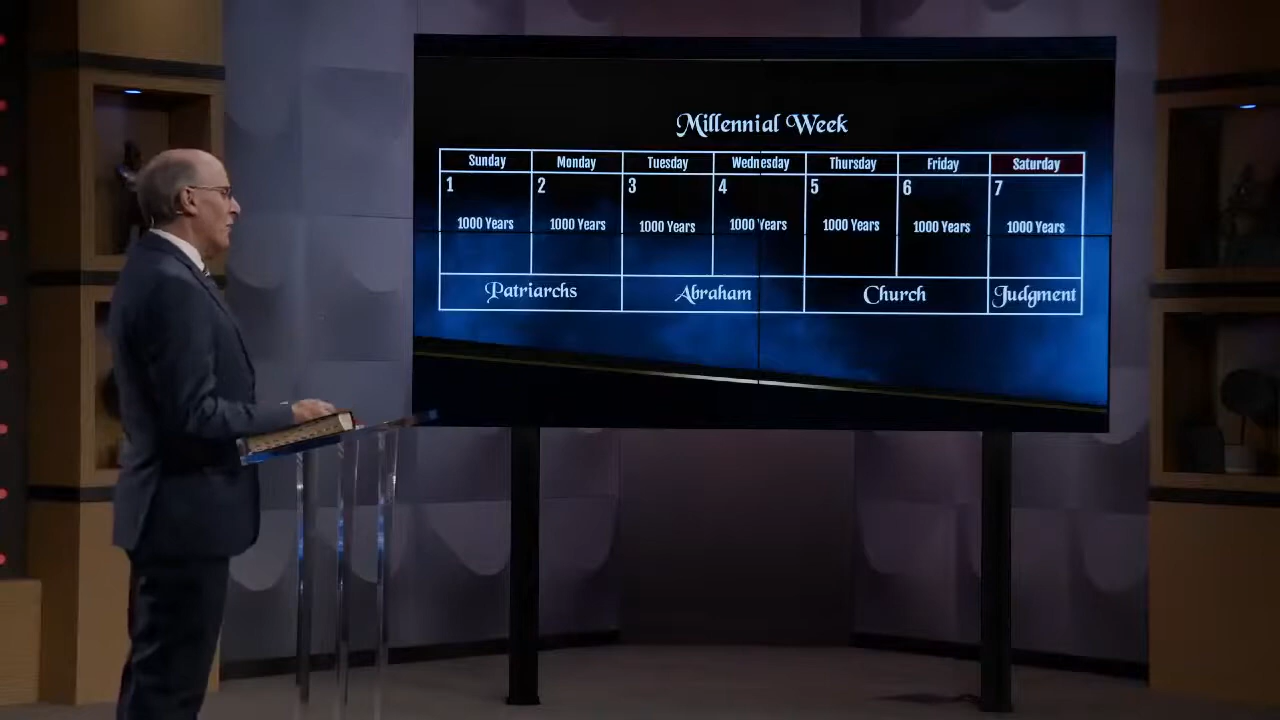 Millennial Week
Sunday Monday Tuesday Wednesday Thursday Friday Saturday
1 2 3 4 5 6 7
1000 Years 1000 Years 1000 Years 1000 Years 1000 Years 1000 Years 1000 Years
Patriarchs Abraham Church Judgment